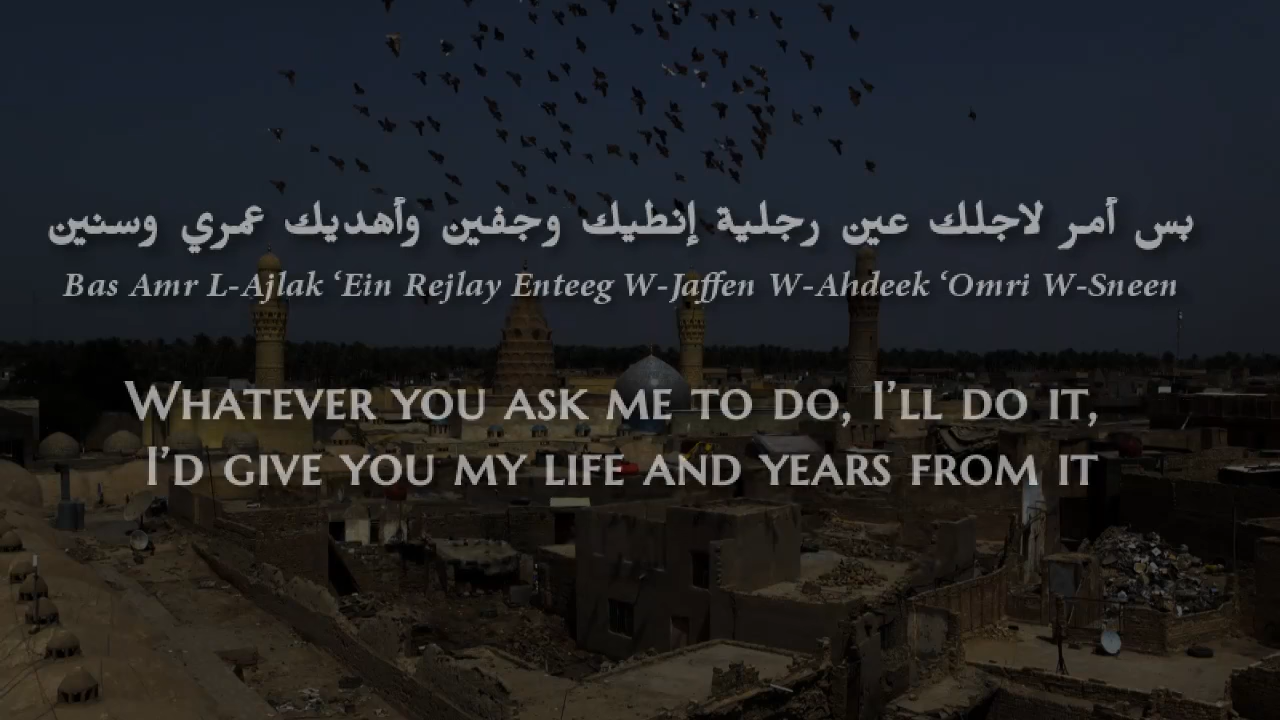 بس أمر لاجلك عين رجلية إنطيك وجفين وأهديك عمري وسنين
Bas Amr L-Ajlak ‘Ein Rejlay Enteeg W-Jaffen W-Ahdeek ‘Omri W-Sneen
Whatever you ask me to do, I’ll do it,
I’d give you my life and years from it